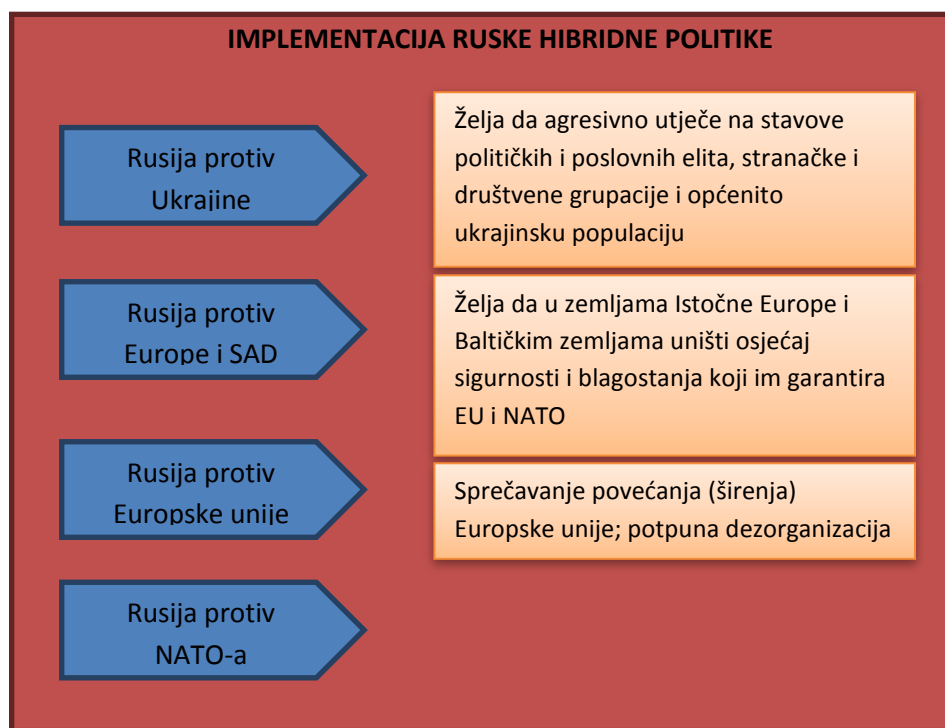 IMPLEMENTACIJA RUSKE HIBRIDNE POLITIKE
Rusija protiv
Ukrajine
Želja da agresivno utječe na stavove
političkih i poslovnih elita, stranačke i
društvene grupacije i općenito
ukrajinsku populaciju
Rusija protiv
Europe i SAD
Želja da u zemljama Istočne Europe i
Baltičkim zemljama uništi osjećaj
sigurnosti i blagostanja koji im garantira
EU i NATO
Rusija protiv
Europske unije
Sprečavanje povećanja (širenja)
Europske unije; potpuna dezorganizacija
Rusija protiv
NATO-a